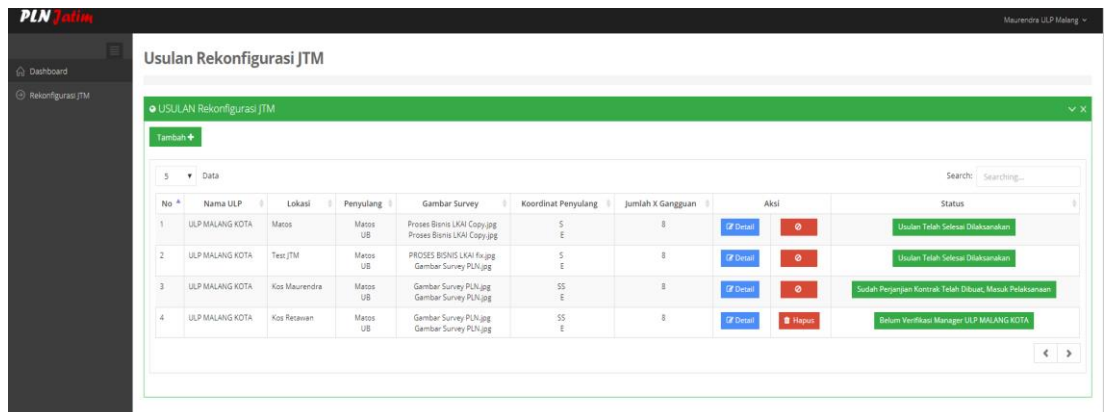 PLN Jatim
Maurendra ULP Malang
Dashboard
Rekonfigurasi JTM
Usulan Rekonfigurasi JTM
USULAN Rekonfigurasi JTM
Tambah
5 Data
Search: Searching...
No Nama ULP Lokasi Penyulang Gambar Survey Koordinat Penyulang Jumlah X Gangguan Aksi Status
1 ULP MALANG KOTA Matos Matos Proses Bisnis LKAI Copy.jpg S 8 Detail Usulan Telah Selesai Dilaksanakan
UB Proses Bisnis LKAI Copy.jpg E
2 ULP MALANG KOTA Test JTM Matos PROSES BISNIS LKAI fix.jpg S 8 Detail Usulan Telah Selesai Dilaksanakan
UB Gambar Survey PLN.jpg E
3 ULP MALANG KOTA Kos Maurendra Matos Gambar Survey PLN.jpg SS 8 Detail Sudah Perjanjian Kontrak Telah Dibuat, Masuk Pelaksanaan
UB Gambar Survey PLN.jpg E
4 ULP MALANG KOTA Kos Retawan Matos Gambar Survey PLN.jpg SS 8 Detail Hapus Belum Verifikasi Manager ULP MALANG KOTA
UB Gambar Survey PLN.jpg E